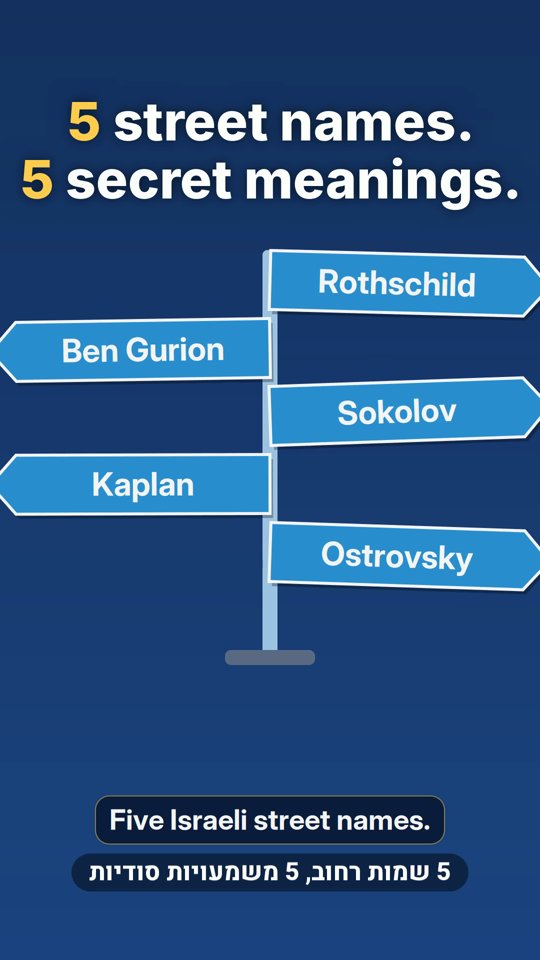 5 street names.
5 secret meanings.
Rothschild
Ben Gurion
Sokolov
Kaplan
Ostrovsky
Five Israeli street names.
5 שמות רחוב, 5 משמעויות סודיות